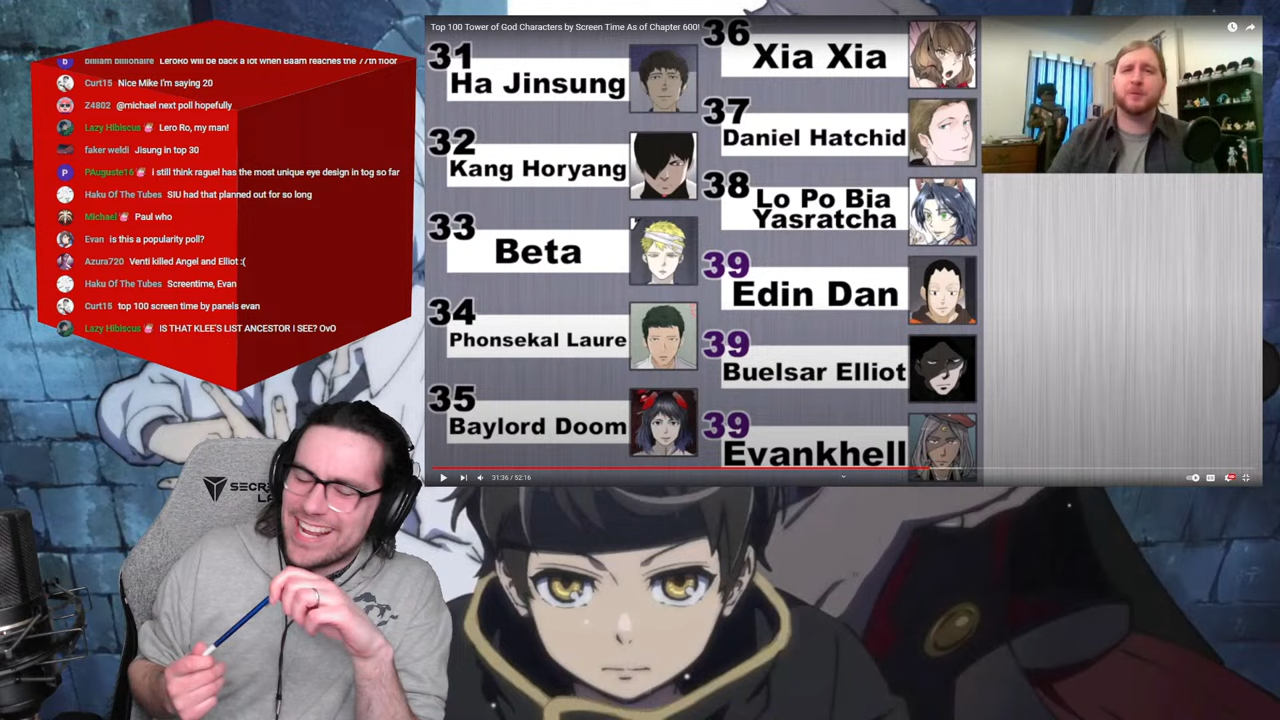 billiam billionaire LeroRo will be back a lot when Baam reaches the 77th floor
Curt15 Nice Mike I'm saying 20
Z4802 @michael next poll hopefully
Lazy Hibiscus Lero Ro, my man!
faker weldi Jisung in top 30
PAuguste16 i still think raguel has the most unique eye design in tog so far
Haku Of The Tubes SIU had that planned out for so long
Michael Paul who
Evan is this a popularity poll?
Azura720 Venti killed Angel and Elliot :(
Haku Of The Tubes Screentime, Evan
Curt15 top 100 screen time by panels evan
Lazy Hibiscus IS THAT KLEE'S LIST ANCESTOR I SEE? OvO
Top 100 Tower of God Characters by Screen Time As of Chapter 600!
31
Ha Jinsung
32
Kang Horyang
33
Beta
34
Phonsekal Laure
35
Baylord Doom
36
Xia Xia
37
Daniel Hatchid
38
Lo Po Bia
Yasratcha
39
Edin Dan
39
Buelsar Elliot
39
Evankhell
31:36 / 52:16